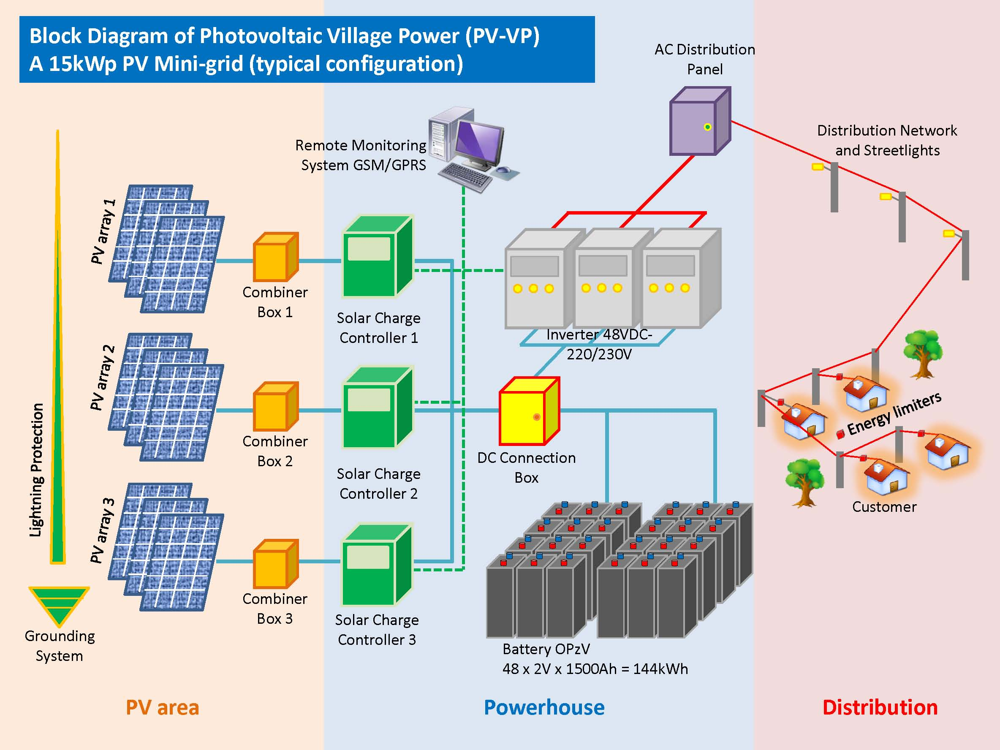 Block Diagram of Photovoltaic Village Power (PV-VP)
A 15kWp PV Mini-grid (typical configuration)
AC Distribution
Panel
Distribution Network
and Streetlights
Remote Monitoring
System GSM/GPRS
PV array 1
Combiner
Box 1
Solar Charge
Controller 1
Inverter 48VDC-
220/230V
PV array 2
Combiner
Box 2
Solar Charge
Controller 2
DC Connection
Box
Energy limiters
Customer
Lightning Protection
PV array 3
Combiner
Box 3
Solar Charge
Controller 3
Grounding
System
Battery OPzV
48 x 2V x 1500Ah = 144kWh
PV area
Powerhouse
Distribution